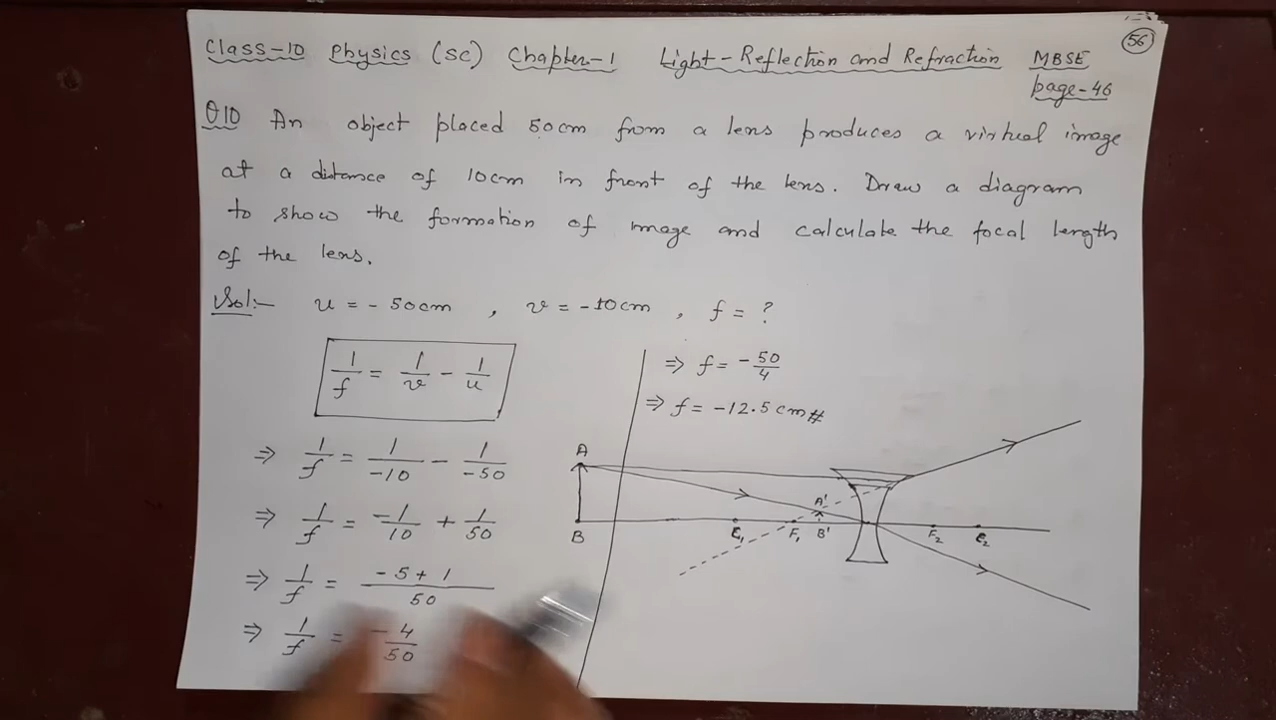 56
Class-10 Physics (SC) Chapter-1 Light-Reflection and Refraction MBSE
page-46
Q10 An object placed 50cm from a lens produces a virtual image
at a distance of 10cm in front of the lens. Draw a diagram
to show the formation of image and calculate the focal length
of the lens.
Sol:- u = - 50cm , v = -10cm , f = ?
1/f = 1/v - 1/u
⇒ 1/f = 1/-10 - 1/-50
⇒ 1/f = -1/10 + 1/50
⇒ 1/f = -5+1/50
⇒ 1/f = -4/50
⇒ f = -50/4
⇒ f = -12.5cm#
A
A'
B C₁ F₁ B' F₂ C₂